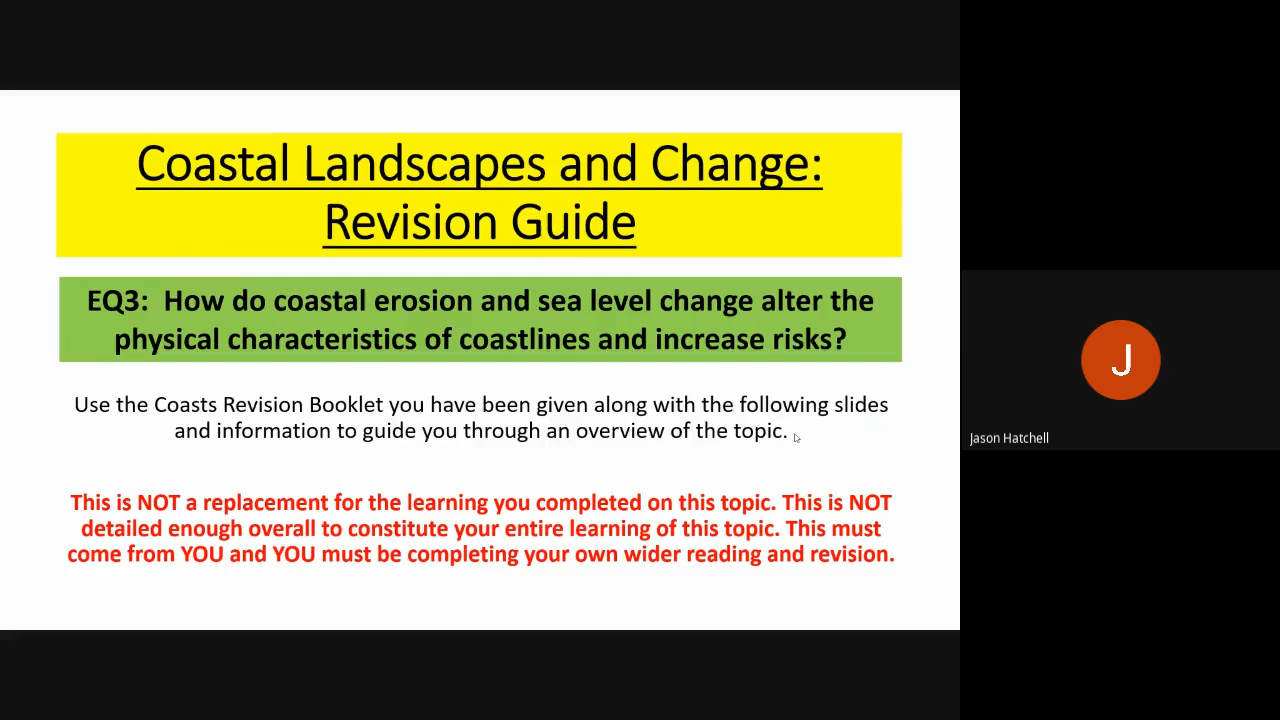 Coastal Landscapes and Change:
Revision Guide
EQ3: How do coastal erosion and sea level change alter the
physical characteristics of coastlines and increase risks?
Use the Coasts Revision Booklet you have been given along with the following slides
and information to guide you through an overview of the topic.
This is NOT a replacement for the learning you completed on this topic. This is NOT
detailed enough overall to constitute your entire learning of this topic. This must
come from YOU and YOU must be completing your own wider reading and revision.
J
Jason Hatchell